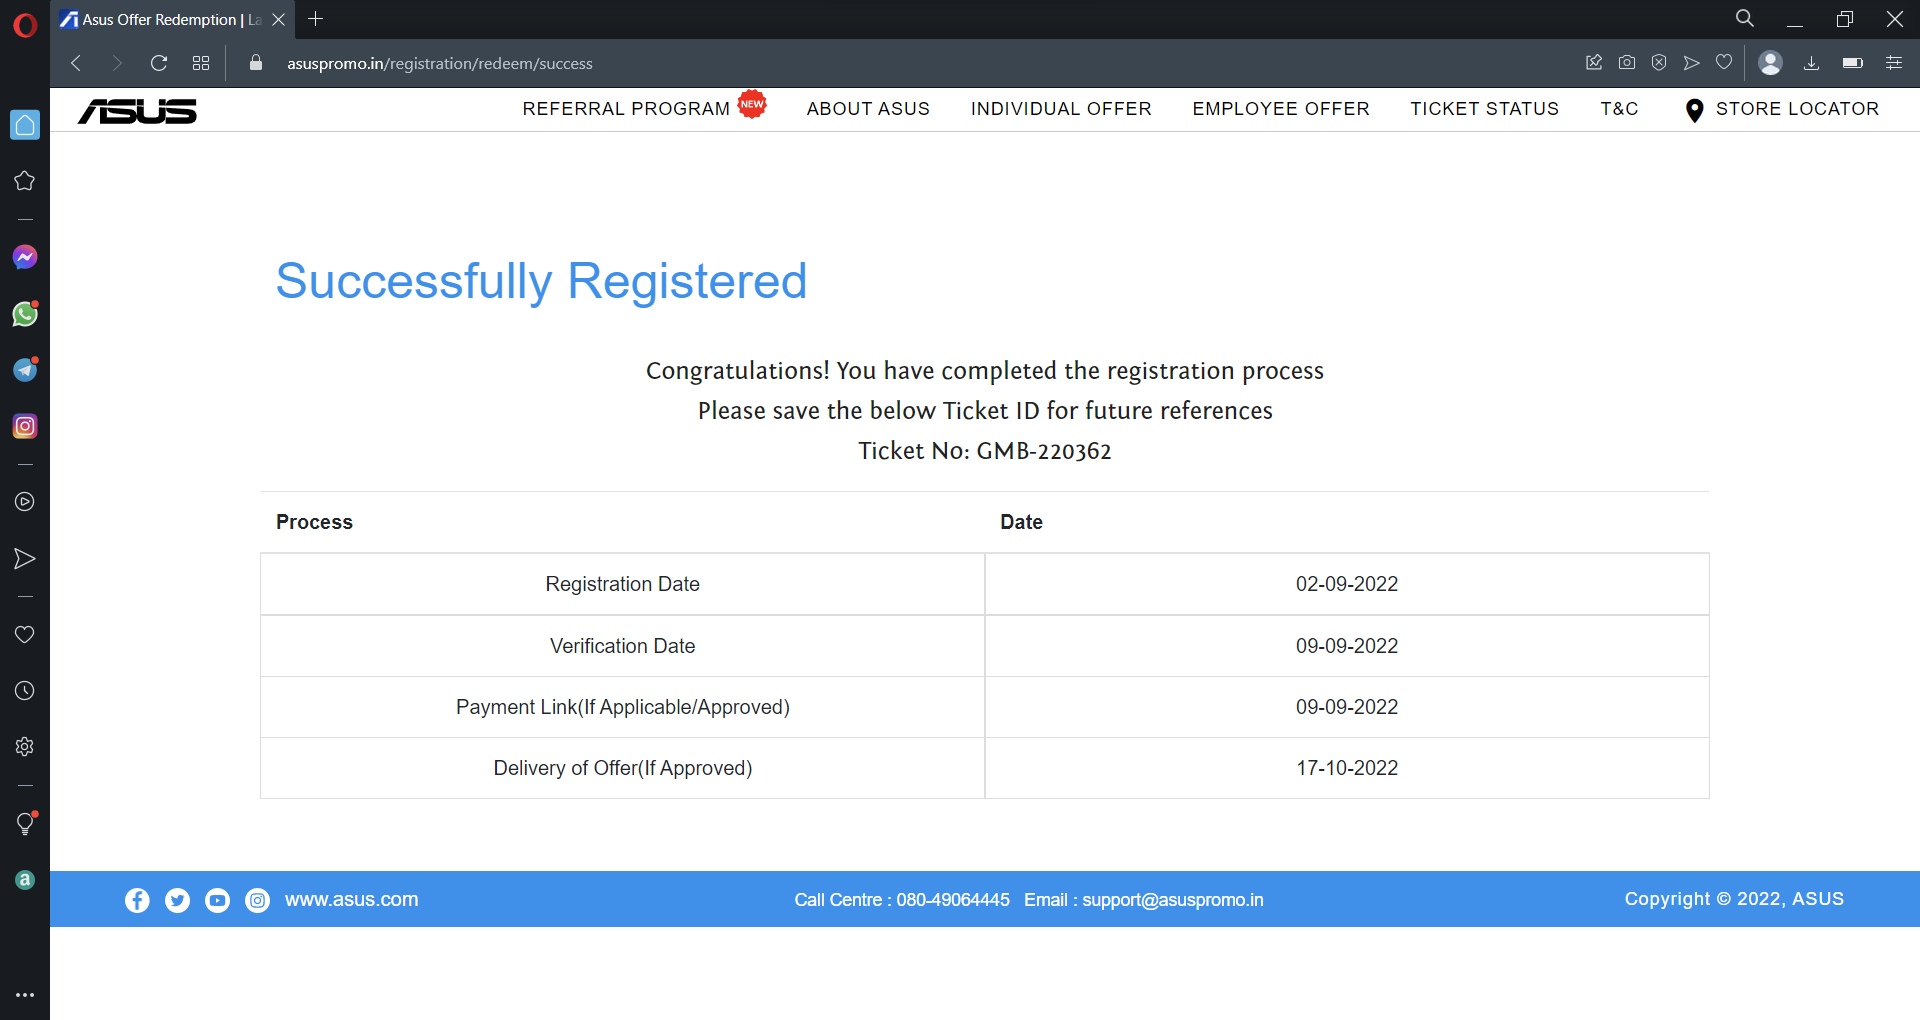 Asus Offer Redemption | La
asuspromo.in/registration/redeem/success
ASUS
REFERRAL PROGRAM NEW ABOUT ASUS INDIVIDUAL OFFER EMPLOYEE OFFER TICKET STATUS T&C STORE LOCATOR
Successfully Registered
Congratulations! You have completed the registration process
Please save the below Ticket ID for future references
Ticket No: GMB-220362
Process Date
Registration Date 02-09-2022
Verification Date 09-09-2022
Payment Link(If Applicable/Approved) 09-09-2022
Delivery of Offer(If Approved) 17-10-2022
www.asus.com Call Centre : 080-49064445 Email : support@asuspromo.in Copyright © 2022, ASUS